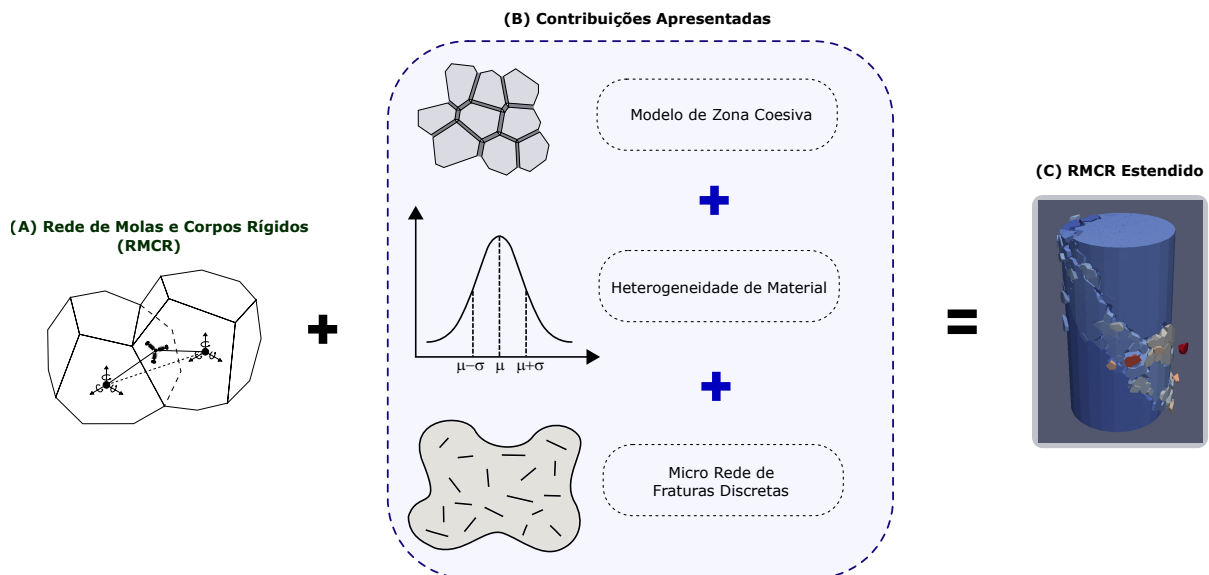 (B) Contribuições Apresentadas
Modelo de Zona Coesiva
(C) RMCR Estendido
(A) Rede de Molas e Corpos Rígidos
(RMCR)
Heterogeneidade de Material
μ−σ μ μ+σ
Micro Rede de
Fraturas Discretas